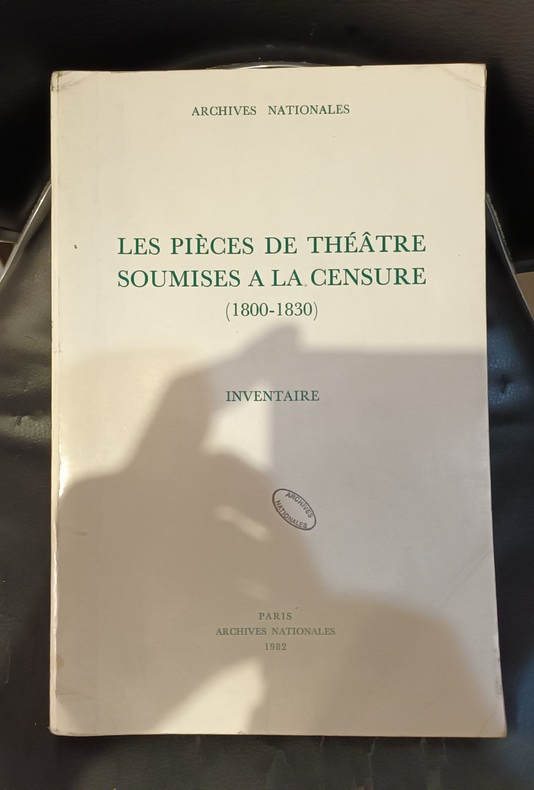 ARCHIVES NATIONALES
LES PIÈCES DE THÉÂTRE
SOUMISES A LA CENSURE
(1800-1830)
INVENTAIRE
ARCHIVES
NATIONALES
PARIS
ARCHIVES NATIONALES
1982